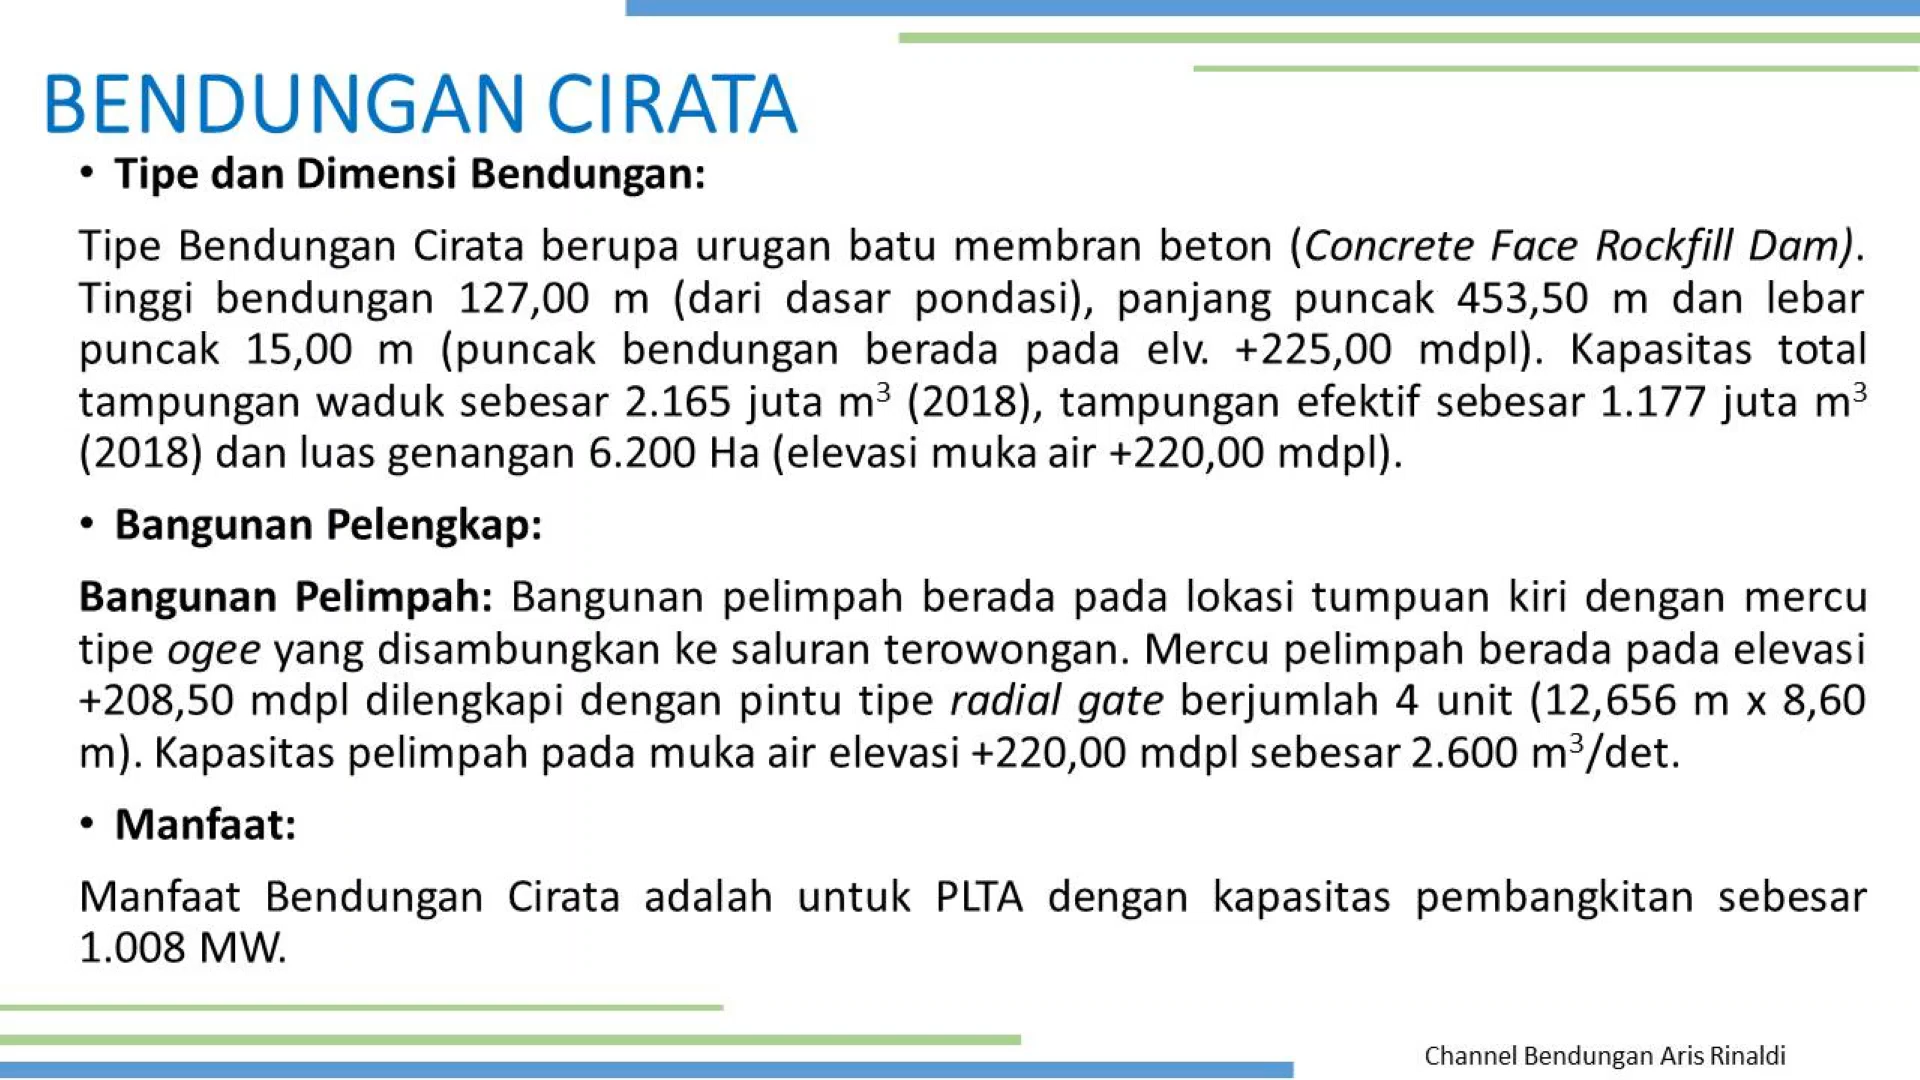 BENDUNGAN CIRATA
• Tipe dan Dimensi Bendungan:
Tipe Bendungan Cirata berupa urugan batu membran beton (Concrete Face Rockfill Dam).
Tinggi bendungan 127,00 m (dari dasar pondasi), panjang puncak 453,50 m dan lebar
puncak 15,00 m (puncak bendungan berada pada elv. +225,00 mdpl). Kapasitas total
tampungan waduk sebesar 2.165 juta m³ (2018), tampungan efektif sebesar 1.177 juta m³
(2018) dan luas genangan 6.200 Ha (elevasi muka air +220,00 mdpl).
• Bangunan Pelengkap:
Bangunan Pelimpah: Bangunan pelimpah berada pada lokasi tumpuan kiri dengan mercu
tipe ogee yang disambungkan ke saluran terowongan. Mercu pelimpah berada pada elevasi
+208,50 mdpl dilengkapi dengan pintu tipe radial gate berjumlah 4 unit (12,656 m x 8,60
m). Kapasitas pelimpah pada muka air elevasi +220,00 mdpl sebesar 2.600 m³/det.
• Manfaat:
Manfaat Bendungan Cirata adalah untuk PLTA dengan kapasitas pembangkitan sebesar
1.008 MW.
Channel Bendungan Aris Rinaldi